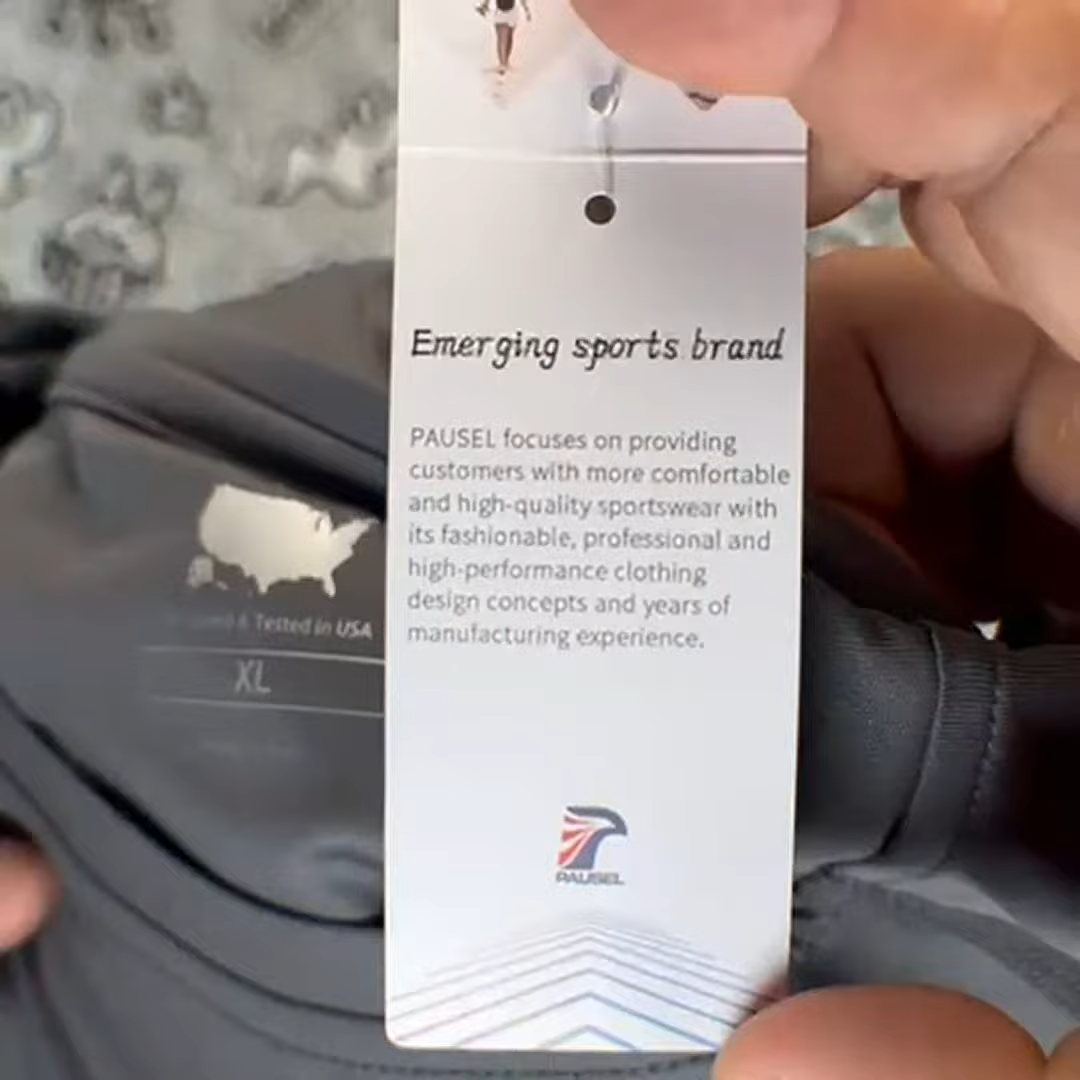 Emerging sports brand
PAUSEL focuses on providing
customers with more comfortable
and high-quality sportswear with
its fashionable, professional and
high-performance clothing
design concepts and years of
manufacturing experience.
PAUSEL
& Tested in USA
XL